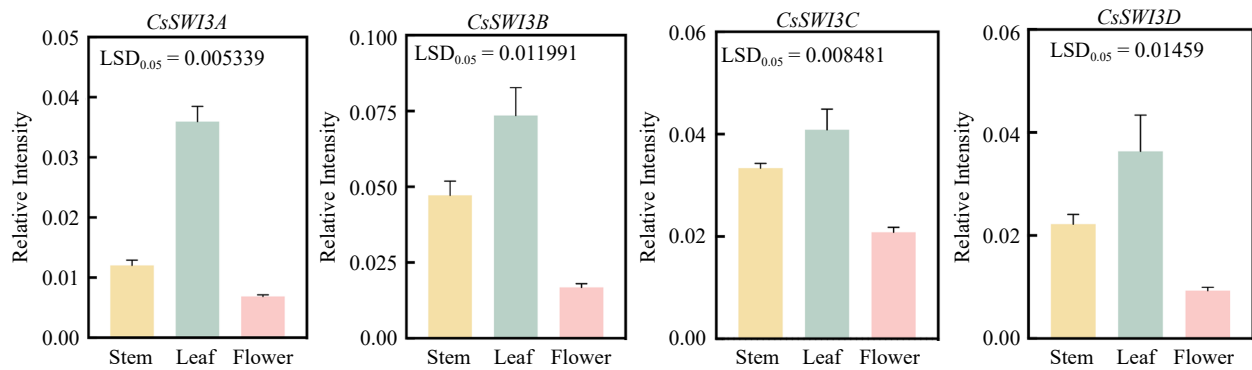 CsSWI3A
LSD0.05 = 0.005339
Relative Intensity
0.05
0.04
0.03
0.02
0.01
0.00
Stem Leaf Flower
CsSWI3B
LSD0.05 = 0.011991
Relative Intensity
0.100
0.075
0.050
0.025
0.00
Stem Leaf Flower
CsSWI3C
LSD0.05 = 0.008481
Relative Intensity
0.06
0.04
0.02
0.00
Stem Leaf Flower
CsSWI3D
LSD0.05 = 0.01459
Relative Intensity
0.06
0.04
0.02
0.00
Stem Leaf Flower